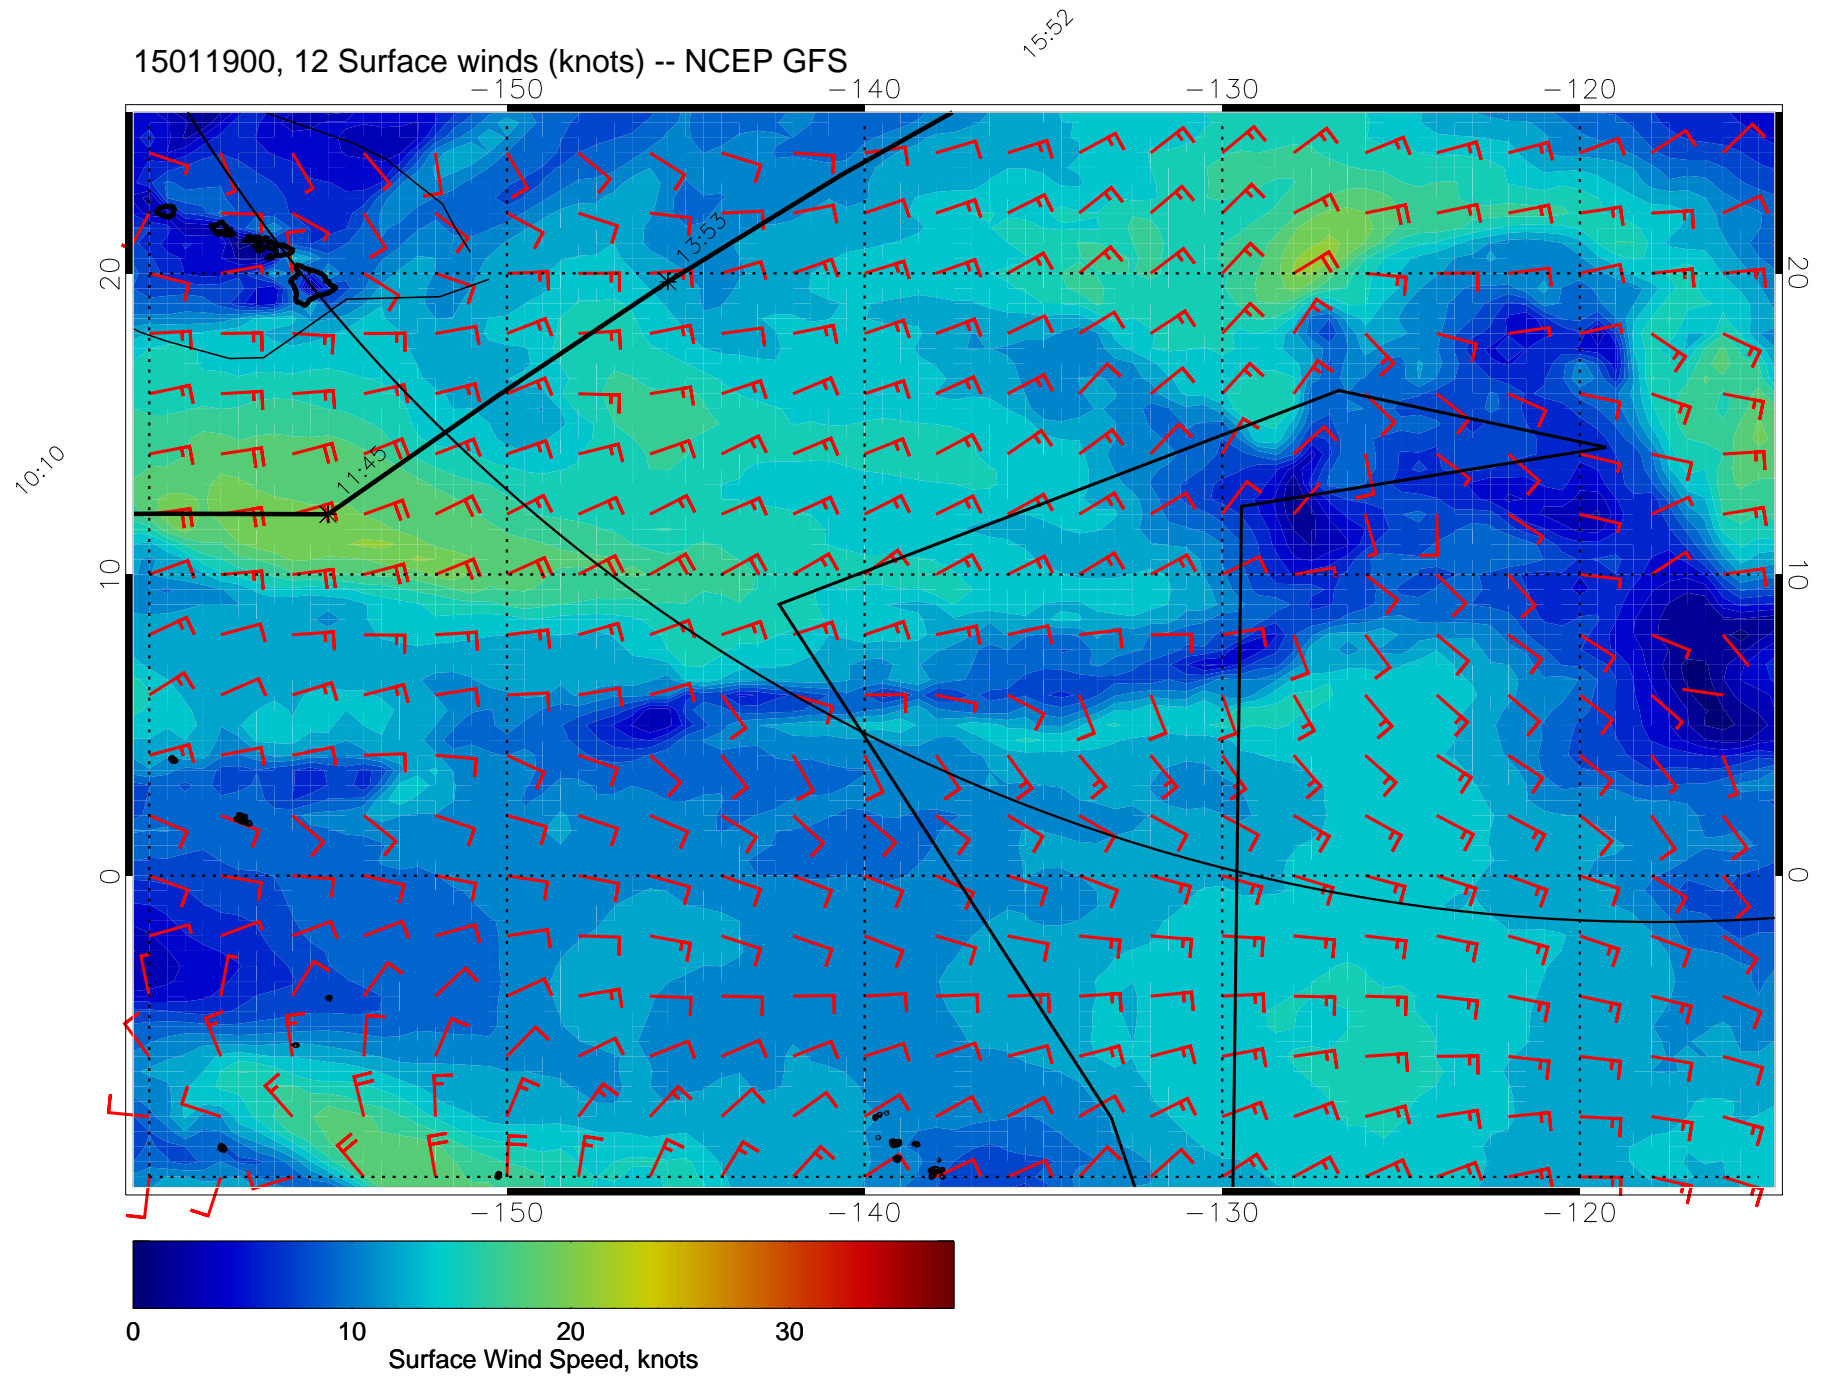 15:52
15011900, 12 Surface winds (knots) -- NCEP GFS
-150 -140 -130 -120
13:53
20 20
11:45
10:10
10 10
0 0
-150 -140 -130 -120
0 10 20 30
Surface Wind Speed, knots